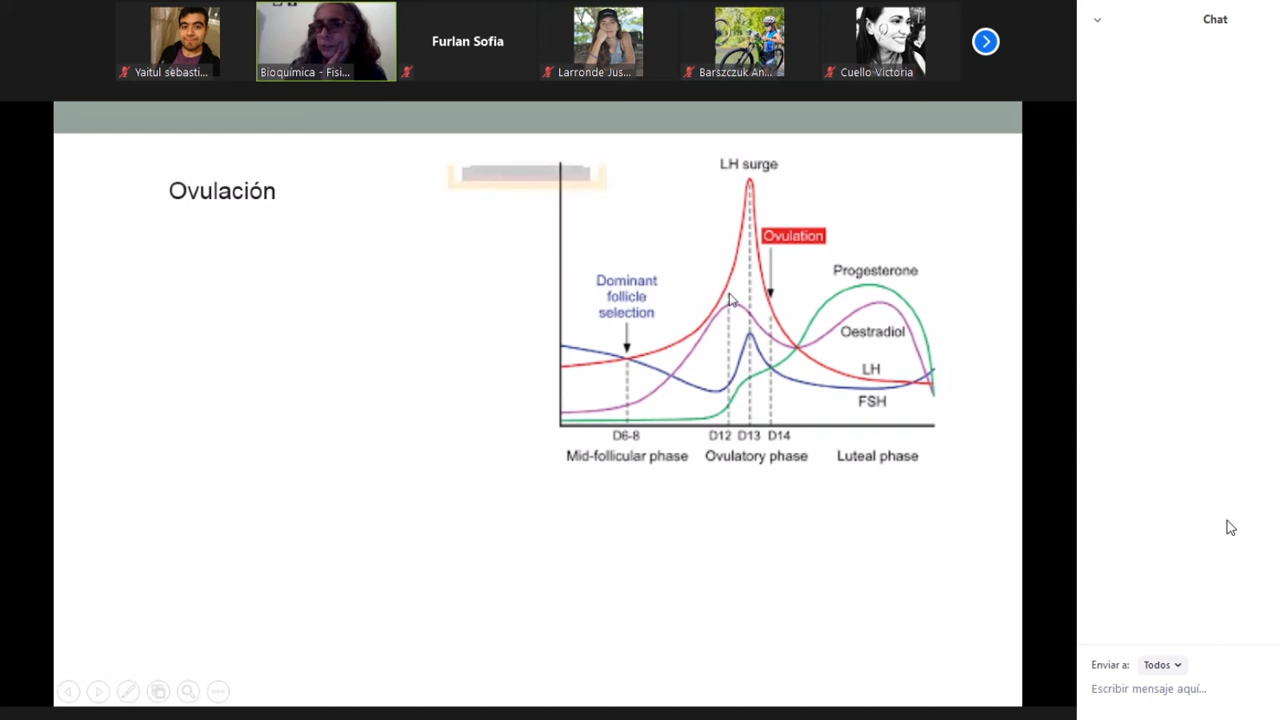 Chat
Furlan Sofia
Yaitul sebasti...
Bioquímica - Fisi...
Larronde Jus...
Barszczuk An...
Cuello Victoria
Ovulación
LH surge
Ovulation
Progesterone
Dominant
follicle
selection
Oestradiol
LH
FSH
D6-8
D12
D13
D14
Mid-follicular phase
Ovulatory phase
Luteal phase
Enviar a:
Todos
Escribir mensaje aquí...